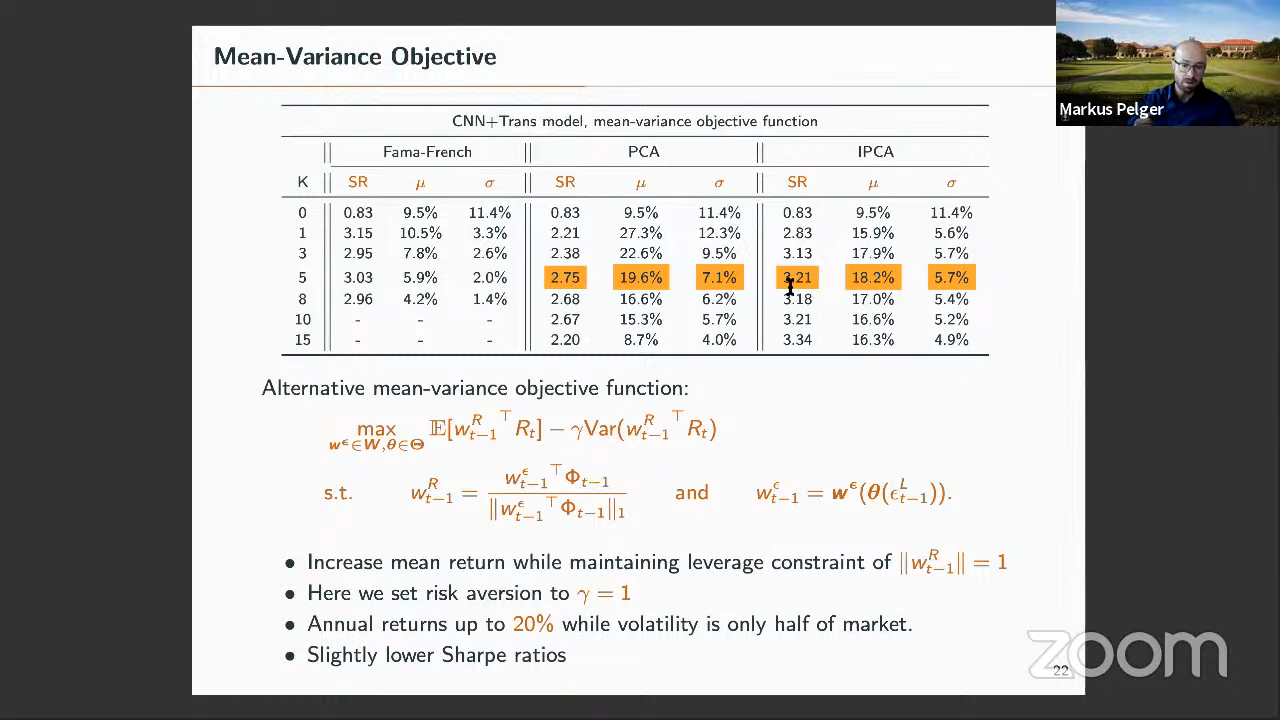 Mean-Variance Objective
Markus Pelger
CNN+Trans model, mean-variance objective function
Fama-French PCA IPCA
K SR μ σ SR μ σ SR μ σ
0 0.83 9.5% 11.4% 0.83 9.5% 11.4% 0.83 9.5% 11.4%
1 3.15 10.5% 3.3% 2.21 27.3% 12.3% 2.83 15.9% 5.6%
3 2.95 7.8% 2.6% 2.38 22.6% 9.5% 3.13 17.9% 5.7%
5 3.03 5.9% 2.0% 2.75 19.6% 7.1% 3.21 18.2% 5.7%
8 2.96 4.2% 1.4% 2.68 16.6% 6.2% 3.18 17.0% 5.4%
10 - - - 2.67 15.3% 5.7% 3.21 16.6% 5.2%
15 - - - 2.20 8.7% 4.0% 3.34 16.3% 4.9%
Alternative mean-variance objective function:
max_{w^ϵ∈W,θ∈Θ} 𝔼[w^R_{t−1}^⊤ R_t] − γVar(w^R_{t−1}^⊤ R_t)
s.t. w^R_{t−1} = w^ϵ_{t−1}^⊤ Φ_{t−1} / ‖w^ϵ_{t−1}^⊤ Φ_{t−1}‖_1 and w^ϵ_{t−1} = w^ϵ(θ(ϵ^L_{t−1})).
• Increase mean return while maintaining leverage constraint of ‖w^R_{t−1}‖ = 1
• Here we set risk aversion to γ = 1
• Annual returns up to 20% while volatility is only half of market.
• Slightly lower Sharpe ratios
zoom
22